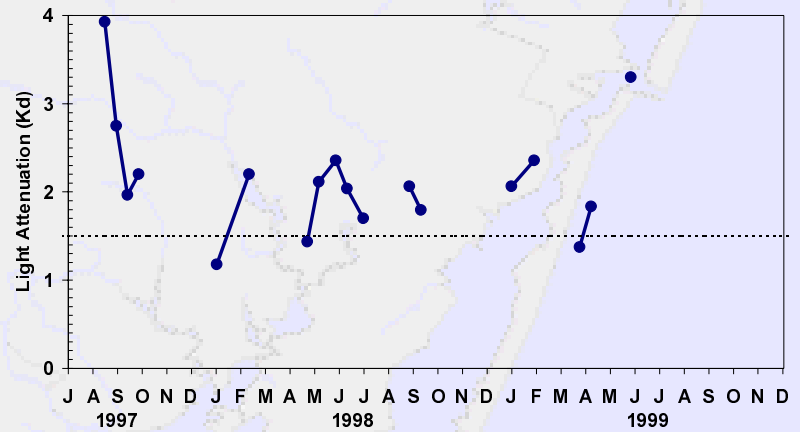 Light Attenuation (Kd)
4
3
2
1
0
J A S O N D J F M A M J J A S O N D J F M A M J J A S O N D
1997 1998 1999